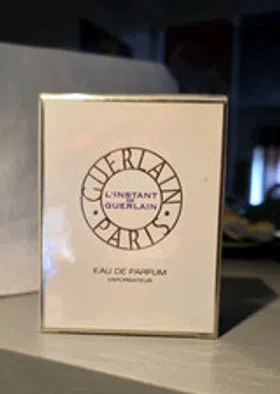 GUERLAIN
L'INSTANT
DE
GUERLAIN
• PARIS •
EAU DE PARFUM
VAPORISATEUR